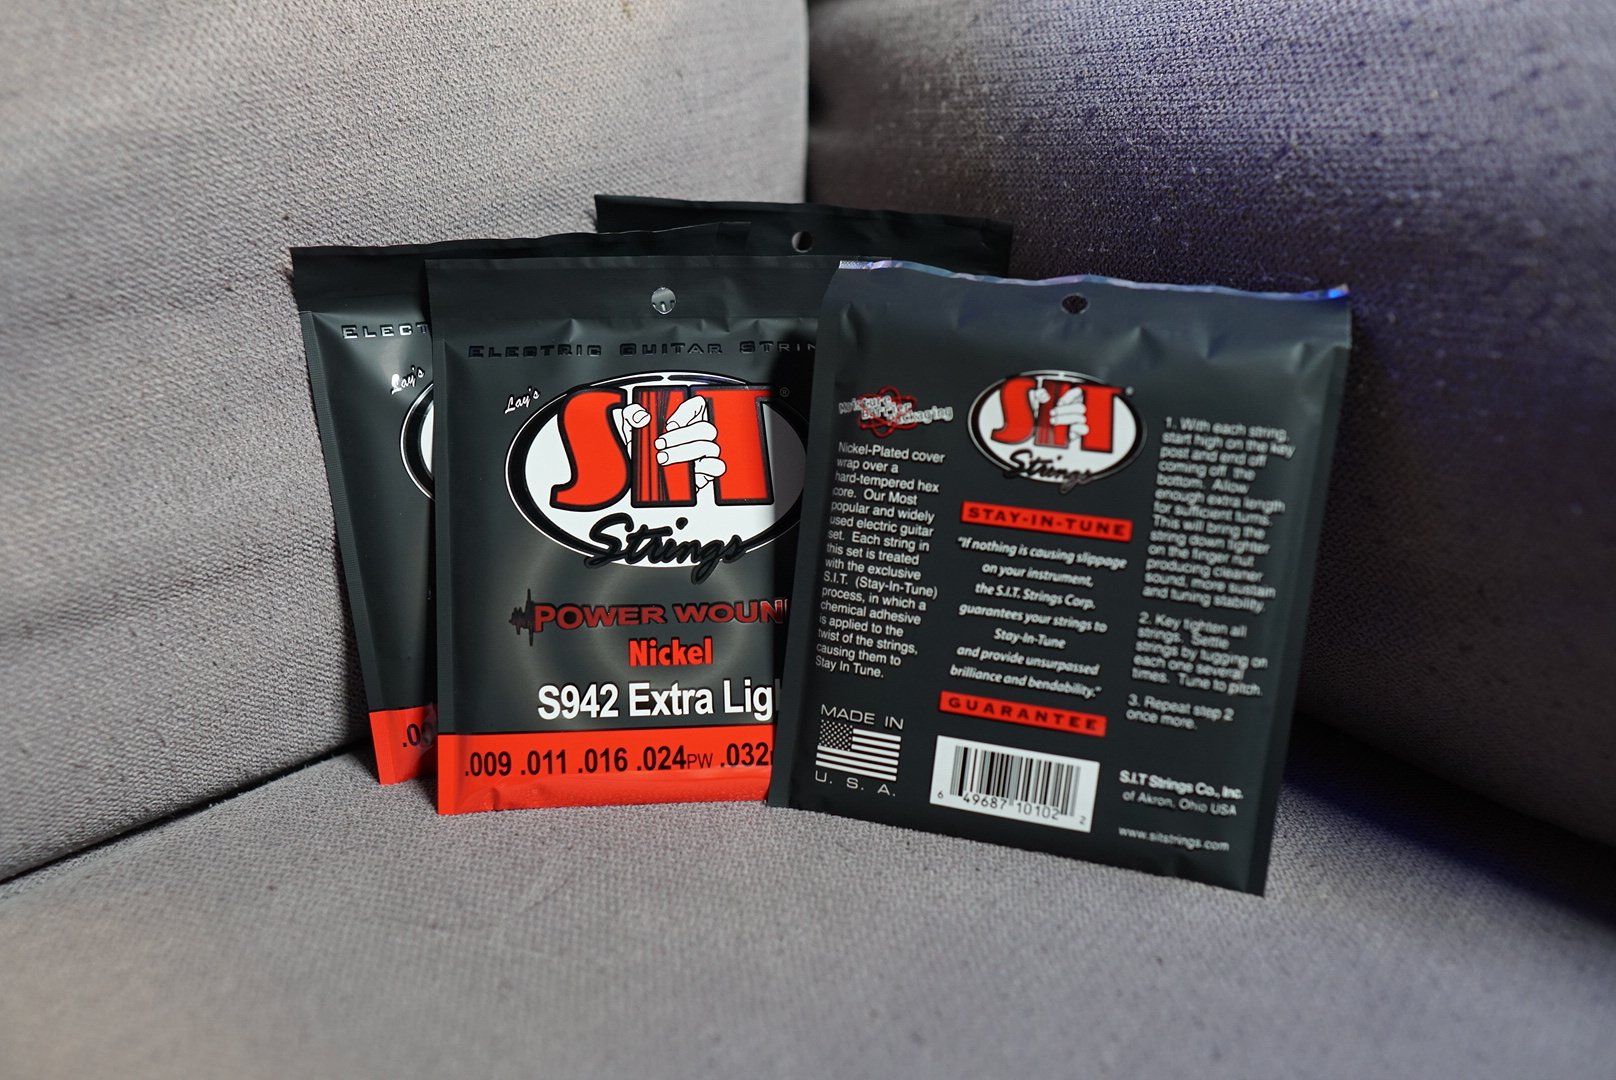 ELECT
Lay's
.0
ELECTRIC GUITAR STRIN
Lay's
SIT
®
Strings
POWER WOUN
Nickel
S942 Extra Ligh
.009 .011 .016 .024PW .032
Moisture
Barrier
Packaging
Nickel-Plated cover
wrap over a
hard-tempered hex
core. Our Most
popular and widely
used electric guitar
set. Each string in
this set is treated
with the exclusive
S.I.T. (Stay-In-Tune)
process, in which a
chemical adhesive
is applied to the
twist of the strings,
causing them to
Stay In Tune.
MADE IN
U. S. A.
SIT
Strings
STAY-IN-TUNE
"If nothing is causing slippage
on your instrument,
the S.I.T. Strings Corp.
guarantees your strings to
Stay-In-Tune
and provide unsurpassed
brilliance and bendability."
GUARANTEE
6 49687 10102 2
1. With each string,
start high on the key
post and end off
coming off the
bottom. Allow
enough extra length
for sufficient turns.
This will bring the
string down tighter
on the finger nut
producing cleaner
sound, more sustain
and tuning stability.
2. Key tighten all
strings. Settle
strings by tugging on
each one several
times. Tune to pitch.
3. Repeat step 2
once more.
S.I.T Strings Co., Inc.
of Akron, Ohio USA
www.sitstrings.com